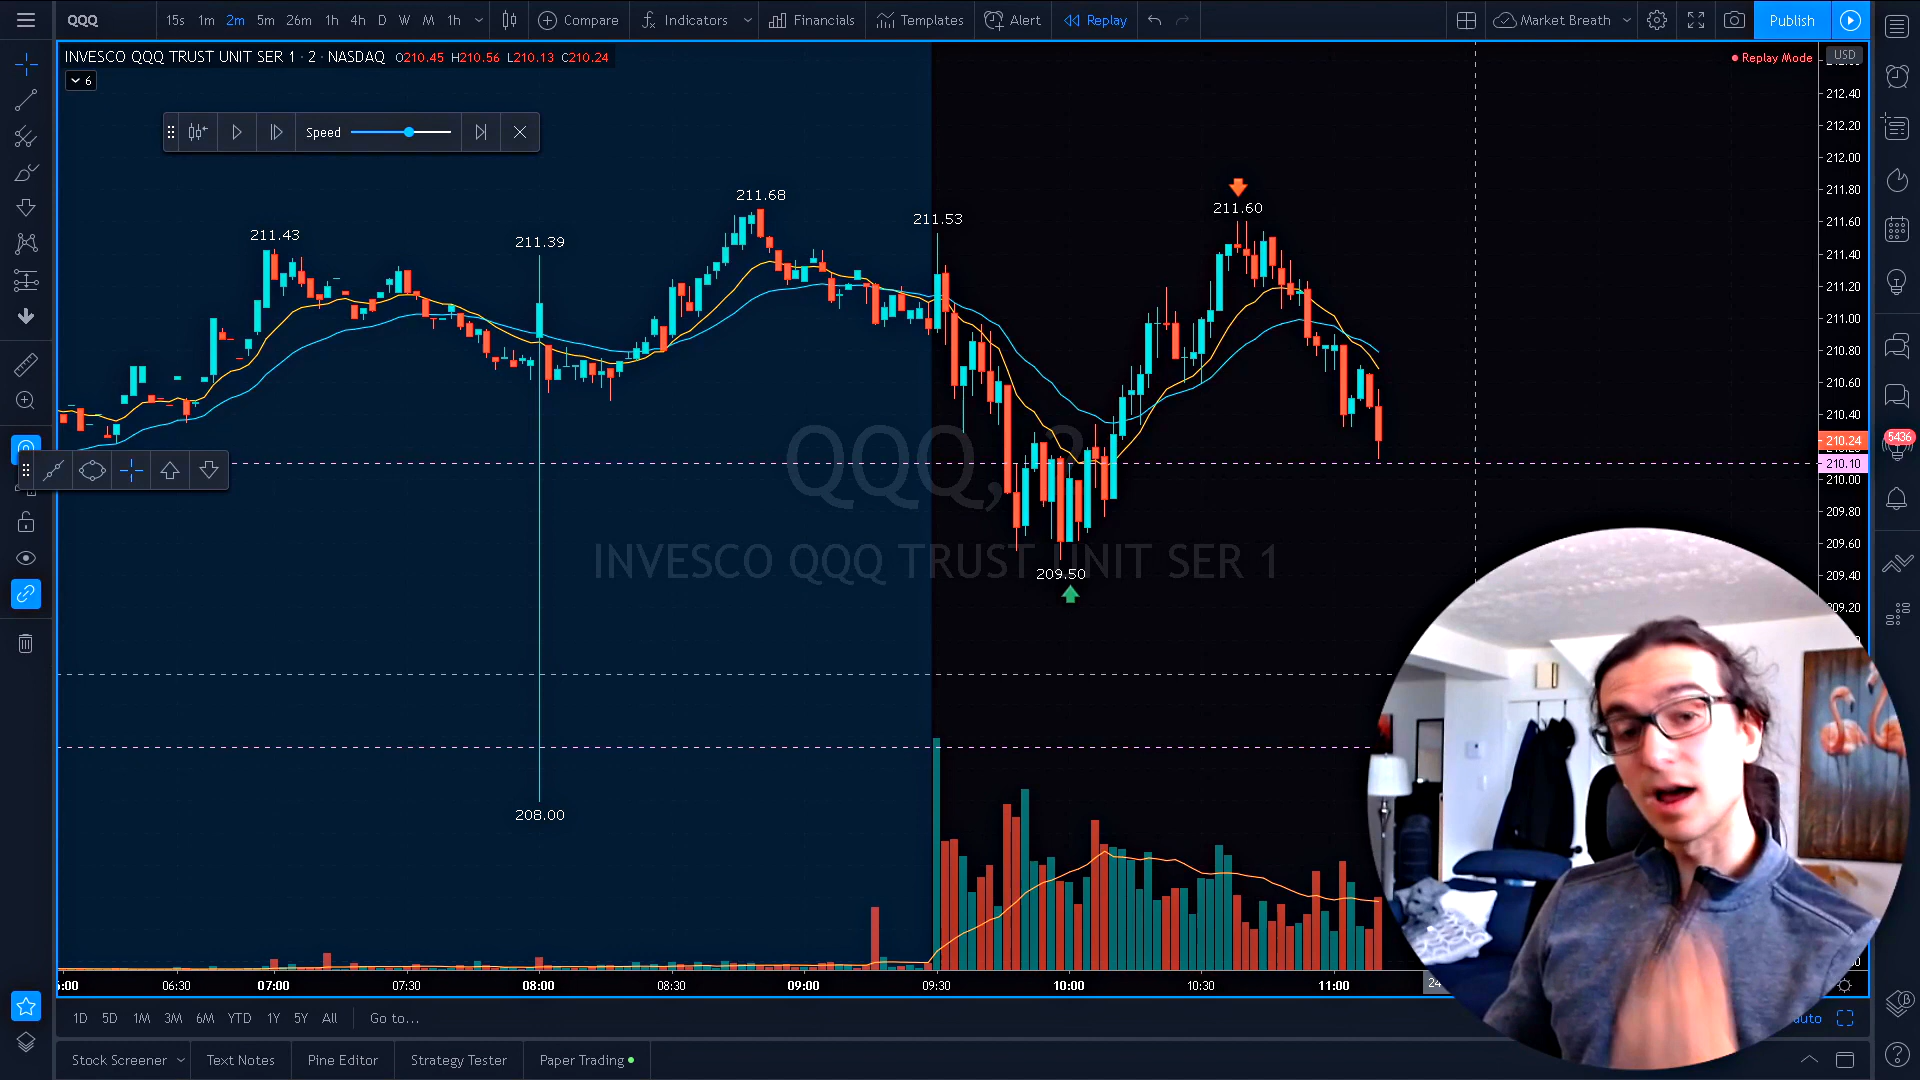 QQQ 15s 1m 2m 5m 26m 1h 4h D W M 1h Compare Indicators Financials Templates Alert Replay Market Breath Publish
INVESCO QQQ TRUST UNIT SER 1 · 2 · NASDAQ O210.45 H210.56 L210.13 C210.24
Replay Mode
USD
6
Speed
212.40
212.20
212.00
211.80
211.60
211.40
211.20
211.00
210.80
210.60
210.40
210.24
210.10
210.00
209.80
209.60
209.40
209.20
211.43
211.39
211.68
211.53
211.60
209.50
208.00
QQQ, 2
INVESCO QQQ TRUST UNIT SER 1
5436
06:30 07:00 07:30 08:00 08:30 09:00 09:30 10:00 10:30 11:00 24
1D 5D 1M 3M 6M YTD 1Y 5Y All Go to...
auto
Stock Screener Text Notes Pine Editor Strategy Tester Paper Trading